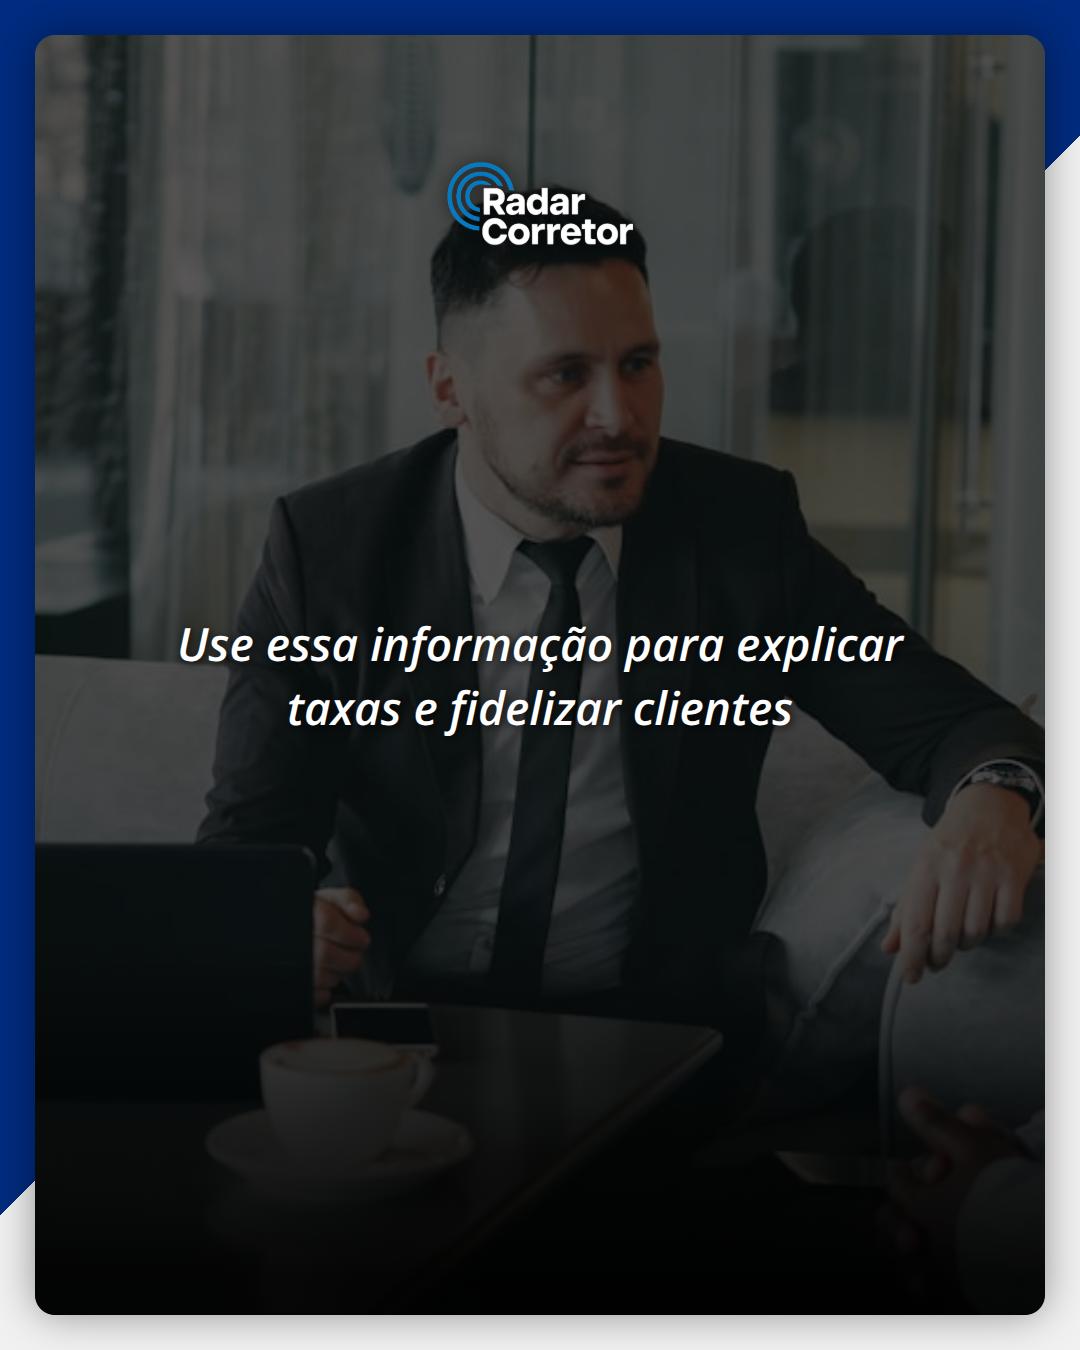 Radar
Corretor
Use essa informação para explicar
taxas e fidelizar clientes